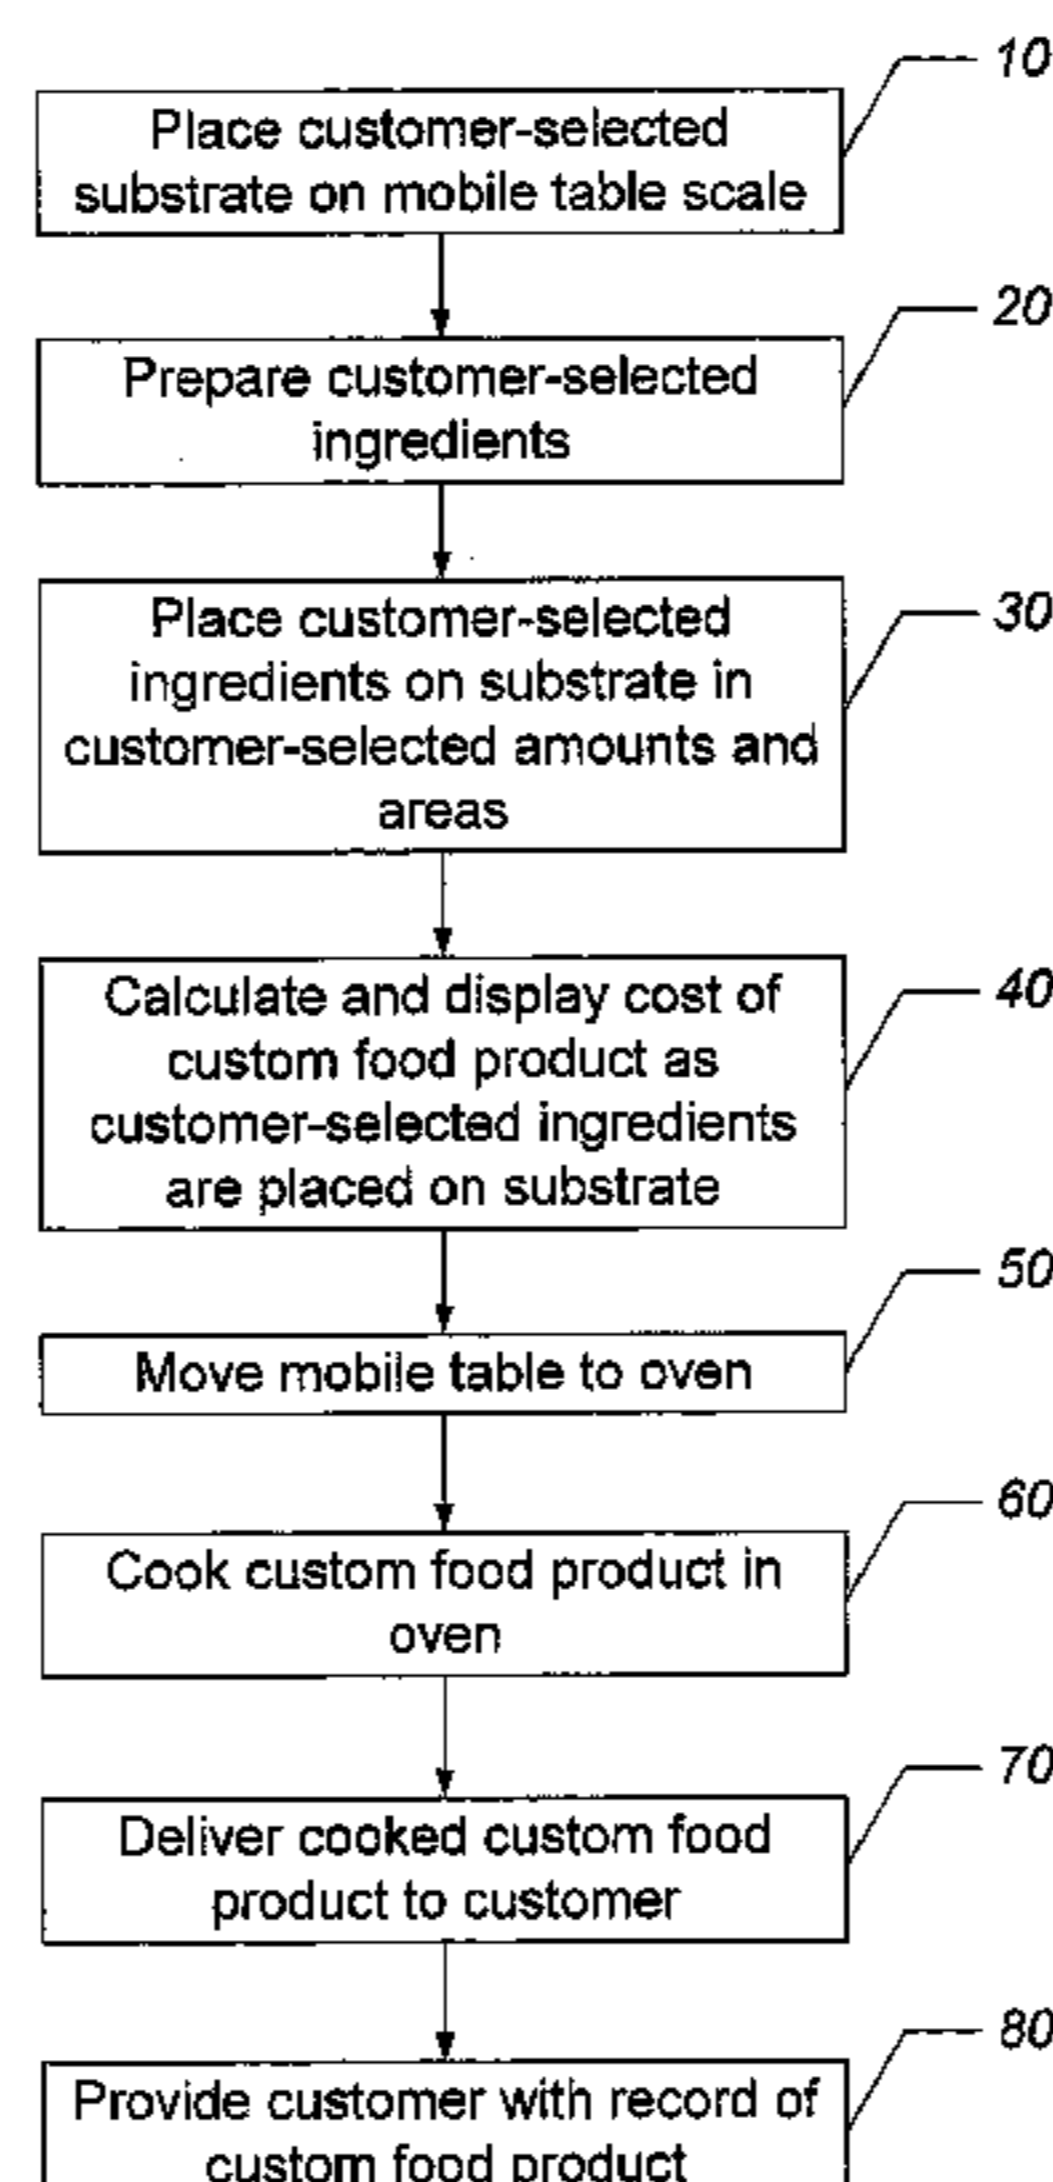 10
Place customer-selected
substrate on mobile table scale
20
Prepare customer-selected
ingredients
30
Place customer-selected
ingredients on substrate in
customer-selected amounts and
areas
40
Calculate and display cost of
custom food product as
customer-selected ingredients
are placed on substrate
50
Move mobile table to oven
60
Cook custom food product in
oven
70
Deliver cooked custom food
product to customer
80
Provide customer with record of
custom food product